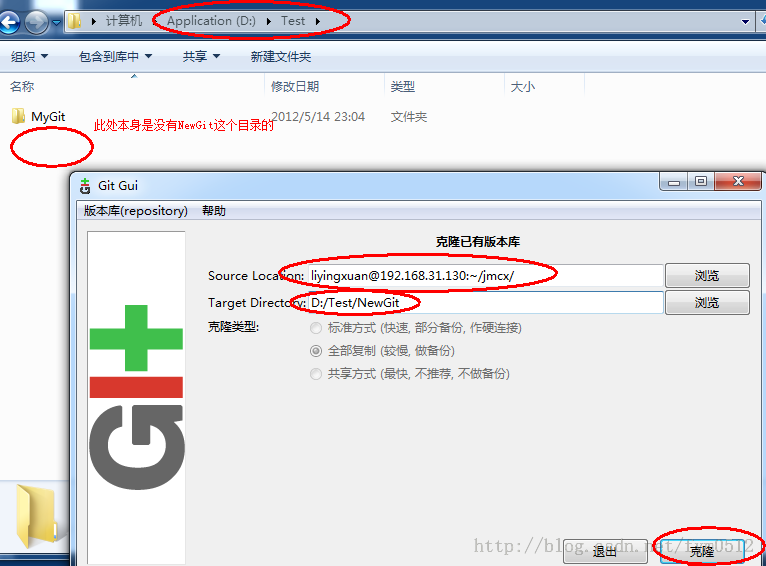 计算机 Application (D:) Test
组织 包含到库中 共享 新建文件夹
名称 修改日期 类型 大小
MyGit 2012/5/14 23:04 文件夹
此处本身是没有NewGit这个目录的
Git Gui
版本库(repository) 帮助
克隆已有版本库
Source Location: liyingxuan@192.168.31.130:~/jmcx/ 浏览
Target Directory: D:/Test/NewGit 浏览
克隆类型: 标准方式 (快速, 部分备份, 作硬连接)
全部复制 (较慢, 做备份)
共享方式 (最快, 不推荐, 不做备份)
GIT
退出 克隆